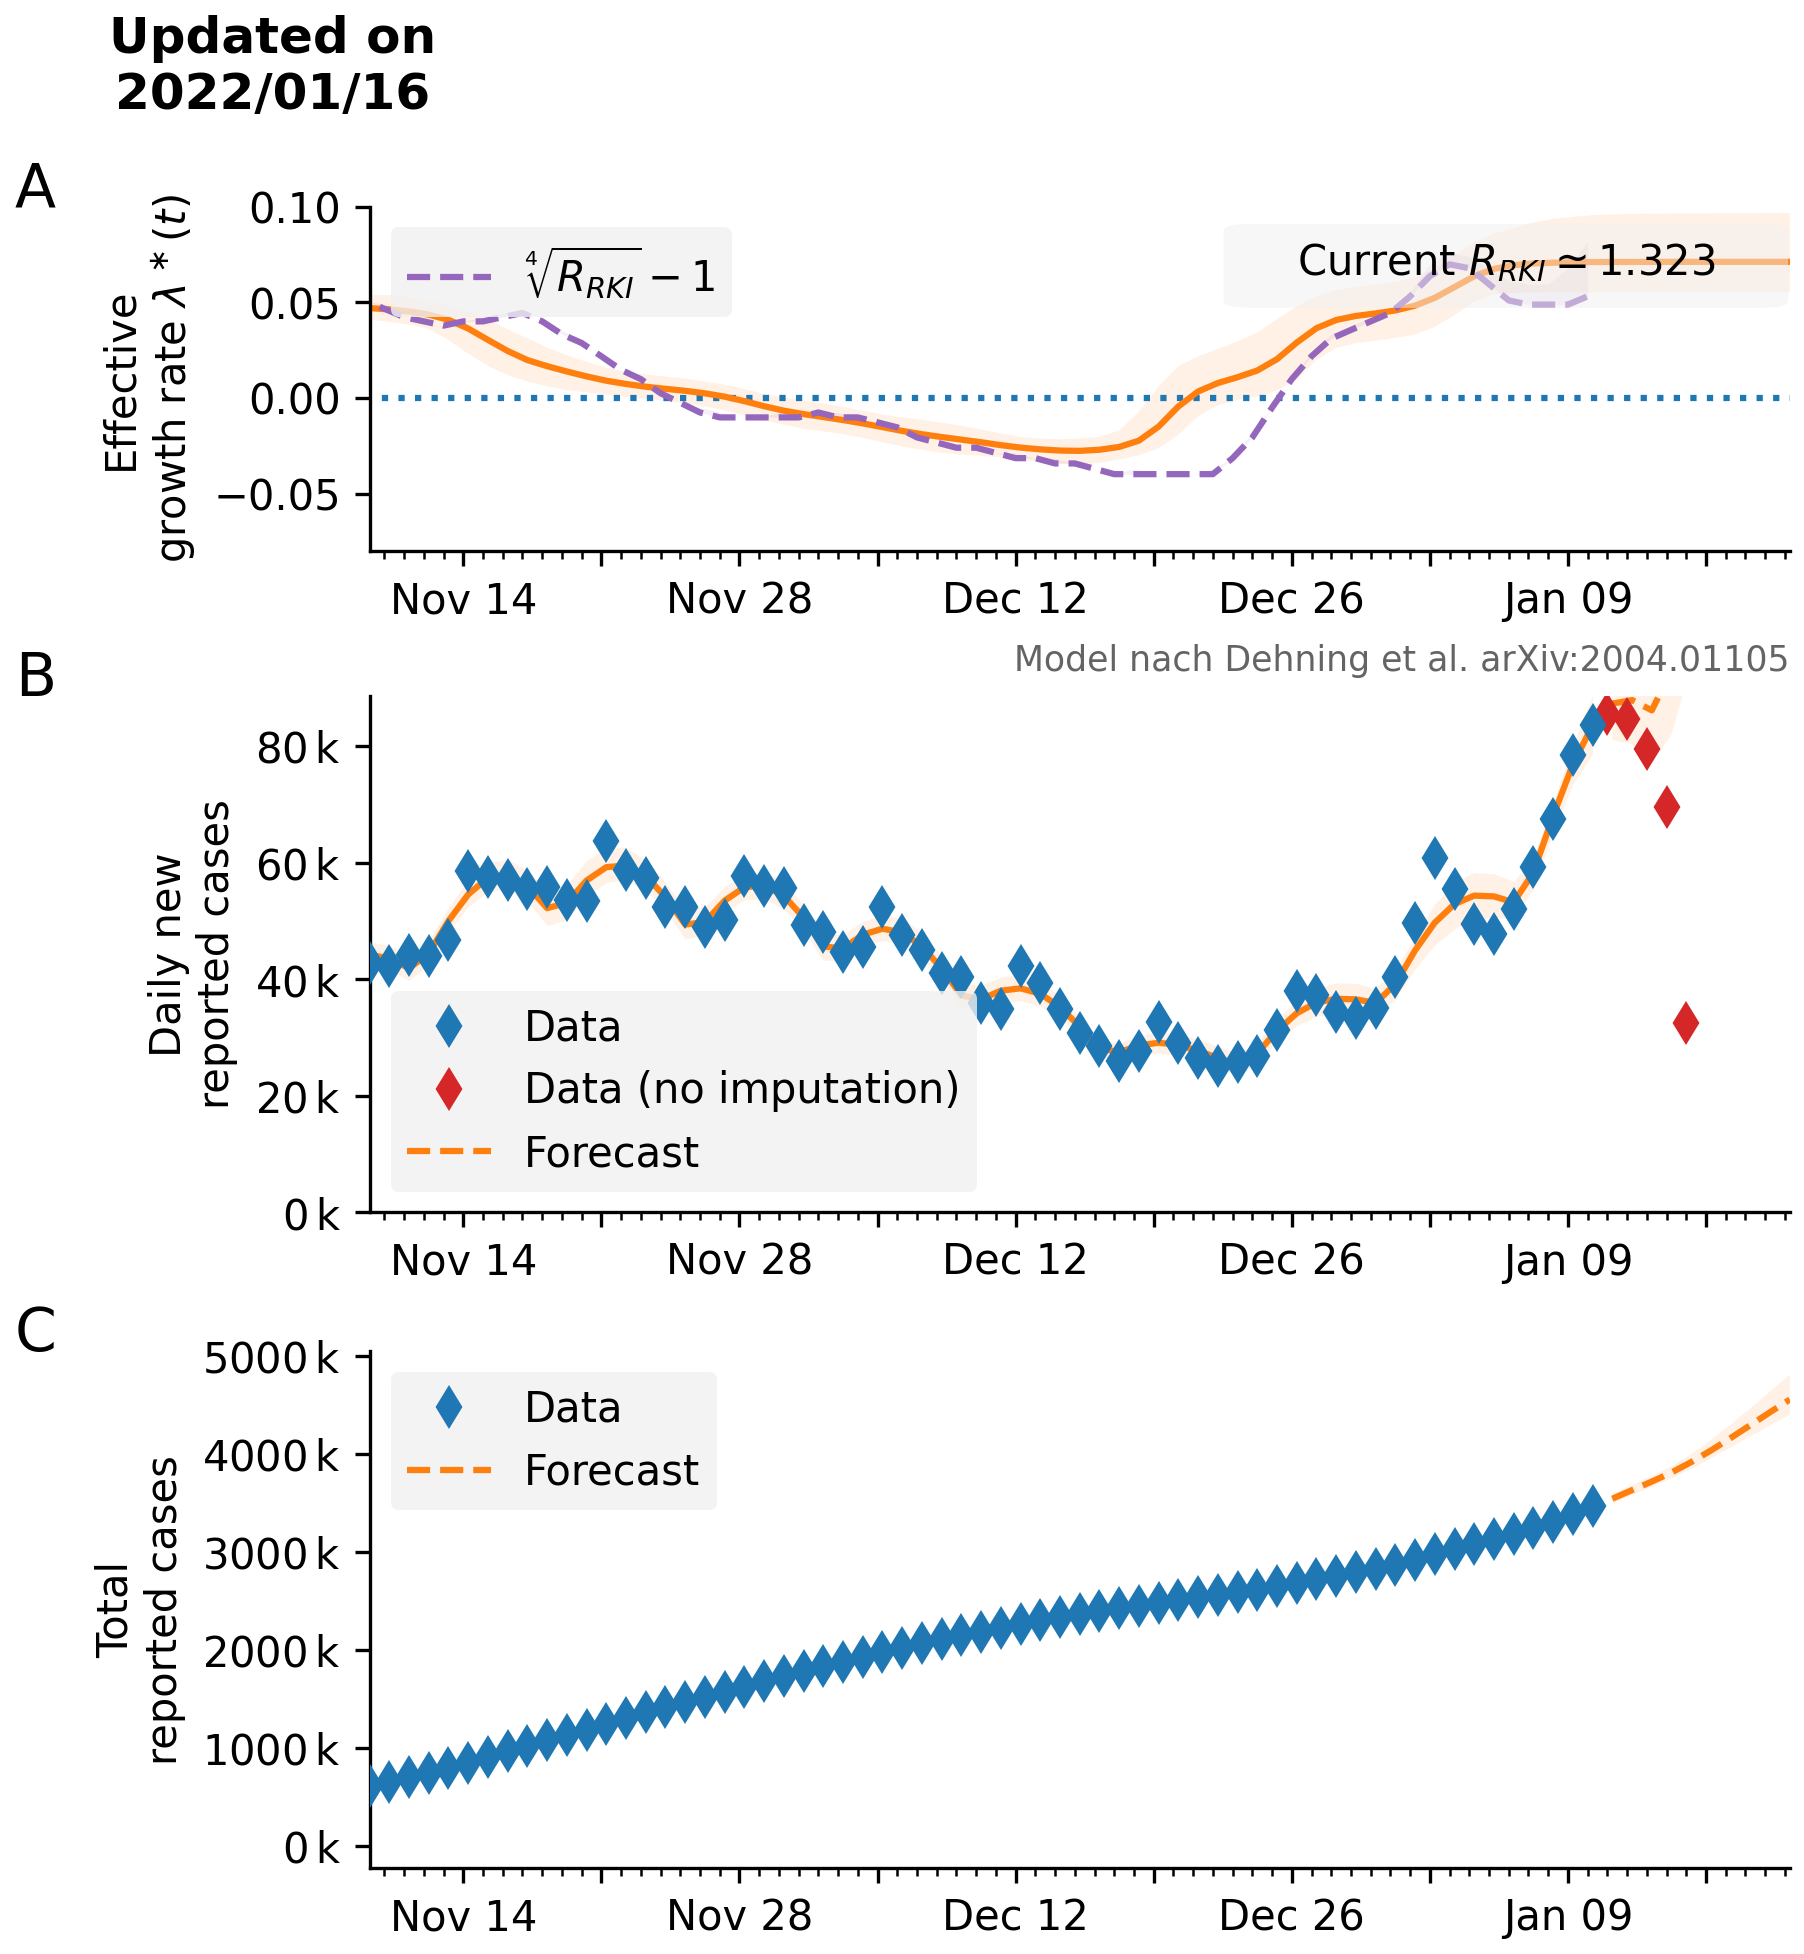 Updated on
2022/01/16
A
Effective
growth rate λ * (t)
0.10
0.05
0.00
−0.05
∜R_RKI − 1
Current R_RKI ≃ 1.323
Nov 14 Nov 28 Dec 12 Dec 26 Jan 09
Model nach Dehning et al. arXiv:2004.01105
B
Daily new
reported cases
80 k
60 k
40 k
20 k
0 k
Data
Data (no imputation)
Forecast
Nov 14 Nov 28 Dec 12 Dec 26 Jan 09
C
Total
reported cases
5000 k
4000 k
3000 k
2000 k
1000 k
0 k
Data
Forecast
Nov 14 Nov 28 Dec 12 Dec 26 Jan 09